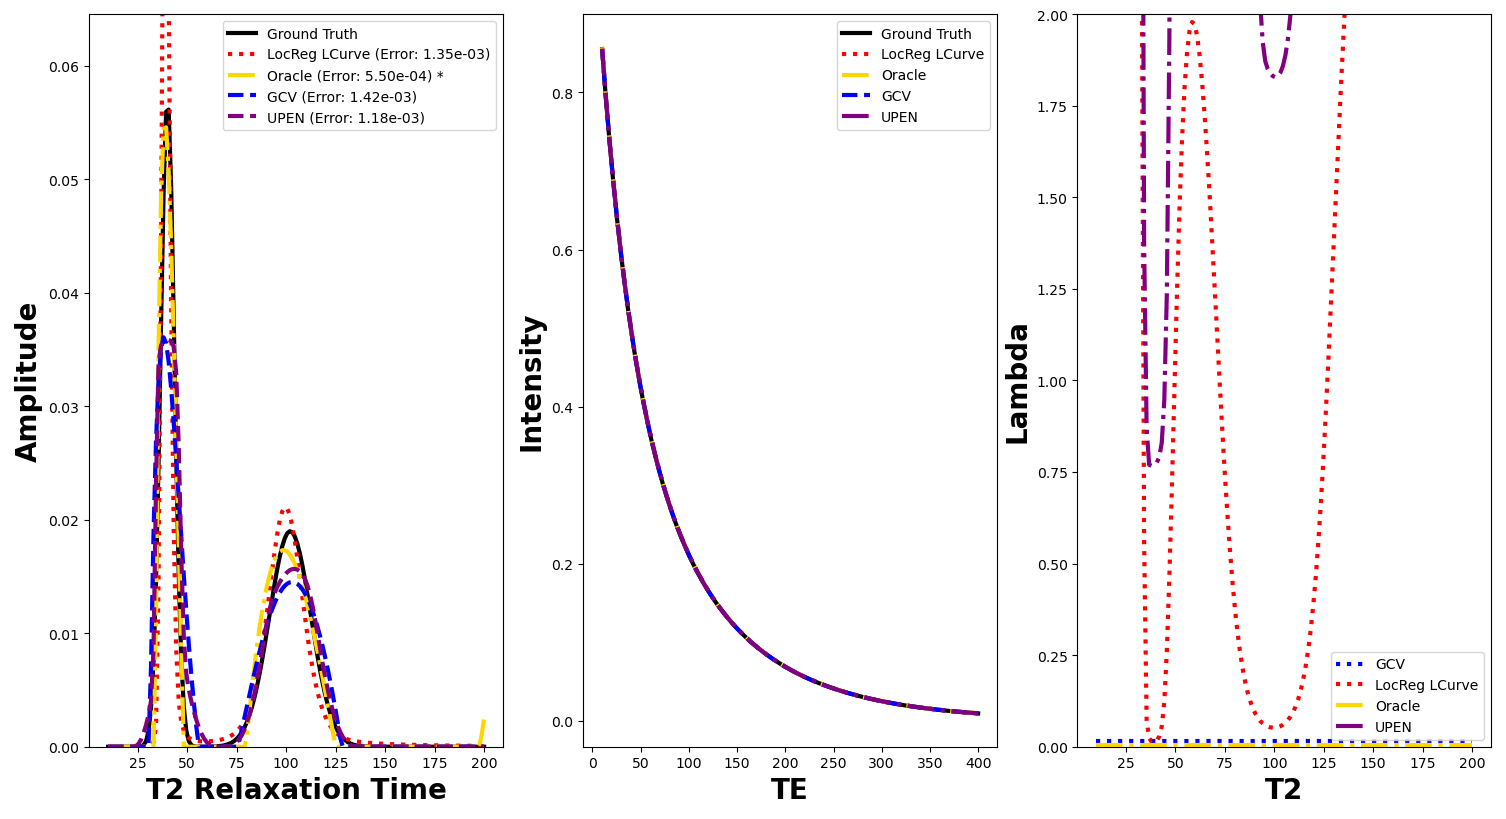 Amplitude
0.06
0.05
0.04
0.03
0.02
0.01
0.00
Ground Truth
LocReg LCurve (Error: 1.35e-03)
Oracle (Error: 5.50e-04) *
GCV (Error: 1.42e-03)
UPEN (Error: 1.18e-03)
25 50 75 100 125 150 175 200
T2 Relaxation Time
Intensity
0.8
0.6
0.4
0.2
0.0
Ground Truth
LocReg LCurve
Oracle
GCV
UPEN
0 50 100 150 200 250 300 350 400
TE
Lambda
2.00
1.75
1.50
1.25
1.00
0.75
0.50
0.25
0.00
GCV
LocReg LCurve
Oracle
UPEN
25 50 75 100 125 150 175 200
T2